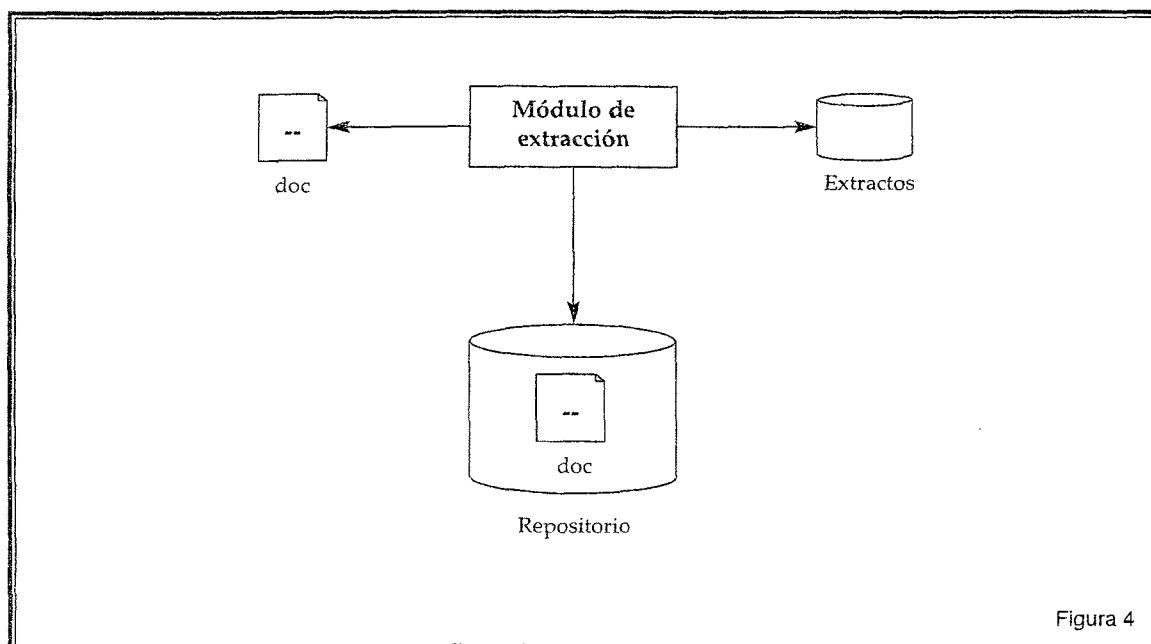 Módulo de
extracción
--
doc
Extractos
--
doc
Repositorio
Figura 4